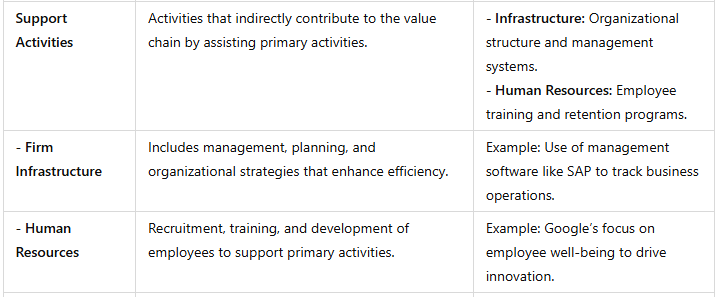 Support
Activities
Activities that indirectly contribute to the value
chain by assisting primary activities.
- Infrastructure: Organizational
structure and management
systems.
- Human Resources: Employee
training and retention programs.
- Firm
Infrastructure
Includes management, planning, and
organizational strategies that enhance efficiency.
Example: Use of management
software like SAP to track business
operations.
- Human
Resources
Recruitment, training, and development of
employees to support primary activities.
Example: Google’s focus on
employee well-being to drive
innovation.